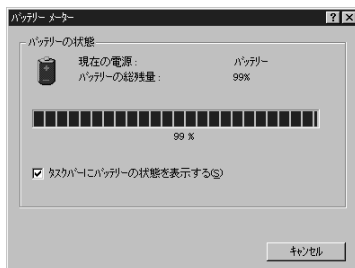 ﾊﾞｯﾃﾘｰ ﾒｰﾀｰ
ﾊﾞｯﾃﾘｰの状態
現在の電源： ﾊﾞｯﾃﾘｰ
ﾊﾞｯﾃﾘｰの総残量： 99%
99 %
ﾀｽｸﾊﾞｰにﾊﾞｯﾃﾘｰの状態を表示する(S)
ｷｬﾝｾﾙ